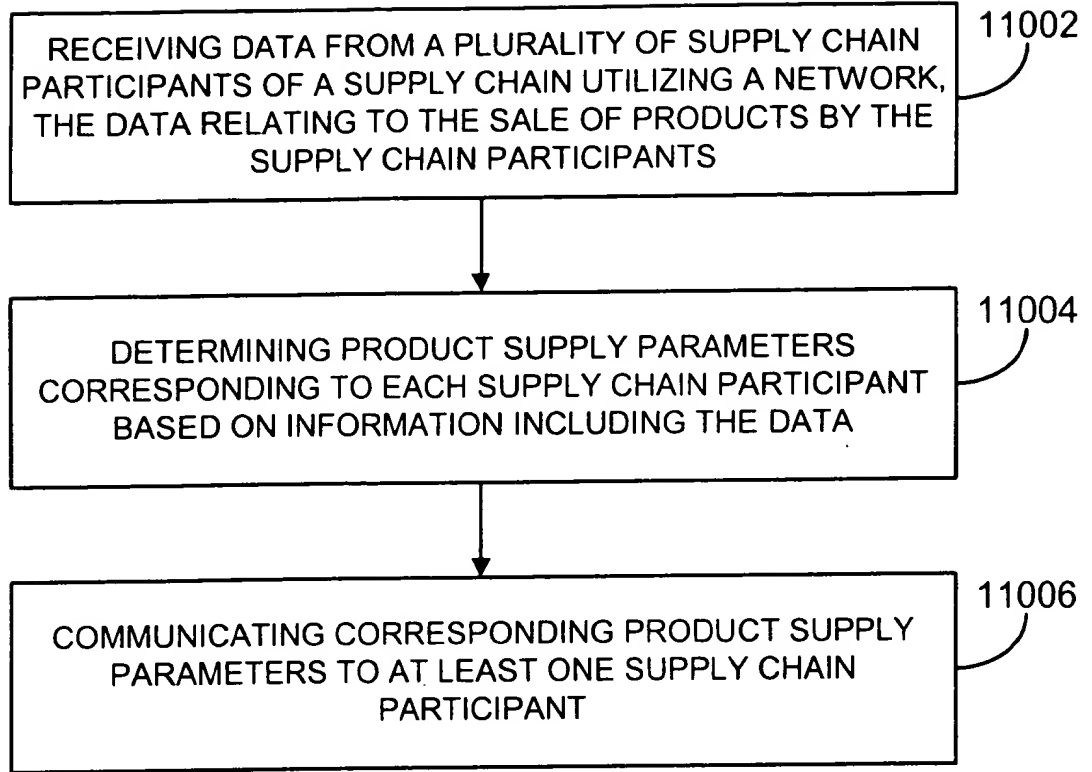 RECEIVING DATA FROM A PLURALITY OF SUPPLY CHAIN
PARTICIPANTS OF A SUPPLY CHAIN UTILIZING A NETWORK,
THE DATA RELATING TO THE SALE OF PRODUCTS BY THE
SUPPLY CHAIN PARTICIPANTS
11002
DETERMINING PRODUCT SUPPLY PARAMETERS
CORRESPONDING TO EACH SUPPLY CHAIN PARTICIPANT
BASED ON INFORMATION INCLUDING THE DATA
11004
COMMUNICATING CORRESPONDING PRODUCT SUPPLY
PARAMETERS TO AT LEAST ONE SUPPLY CHAIN
PARTICIPANT
11006